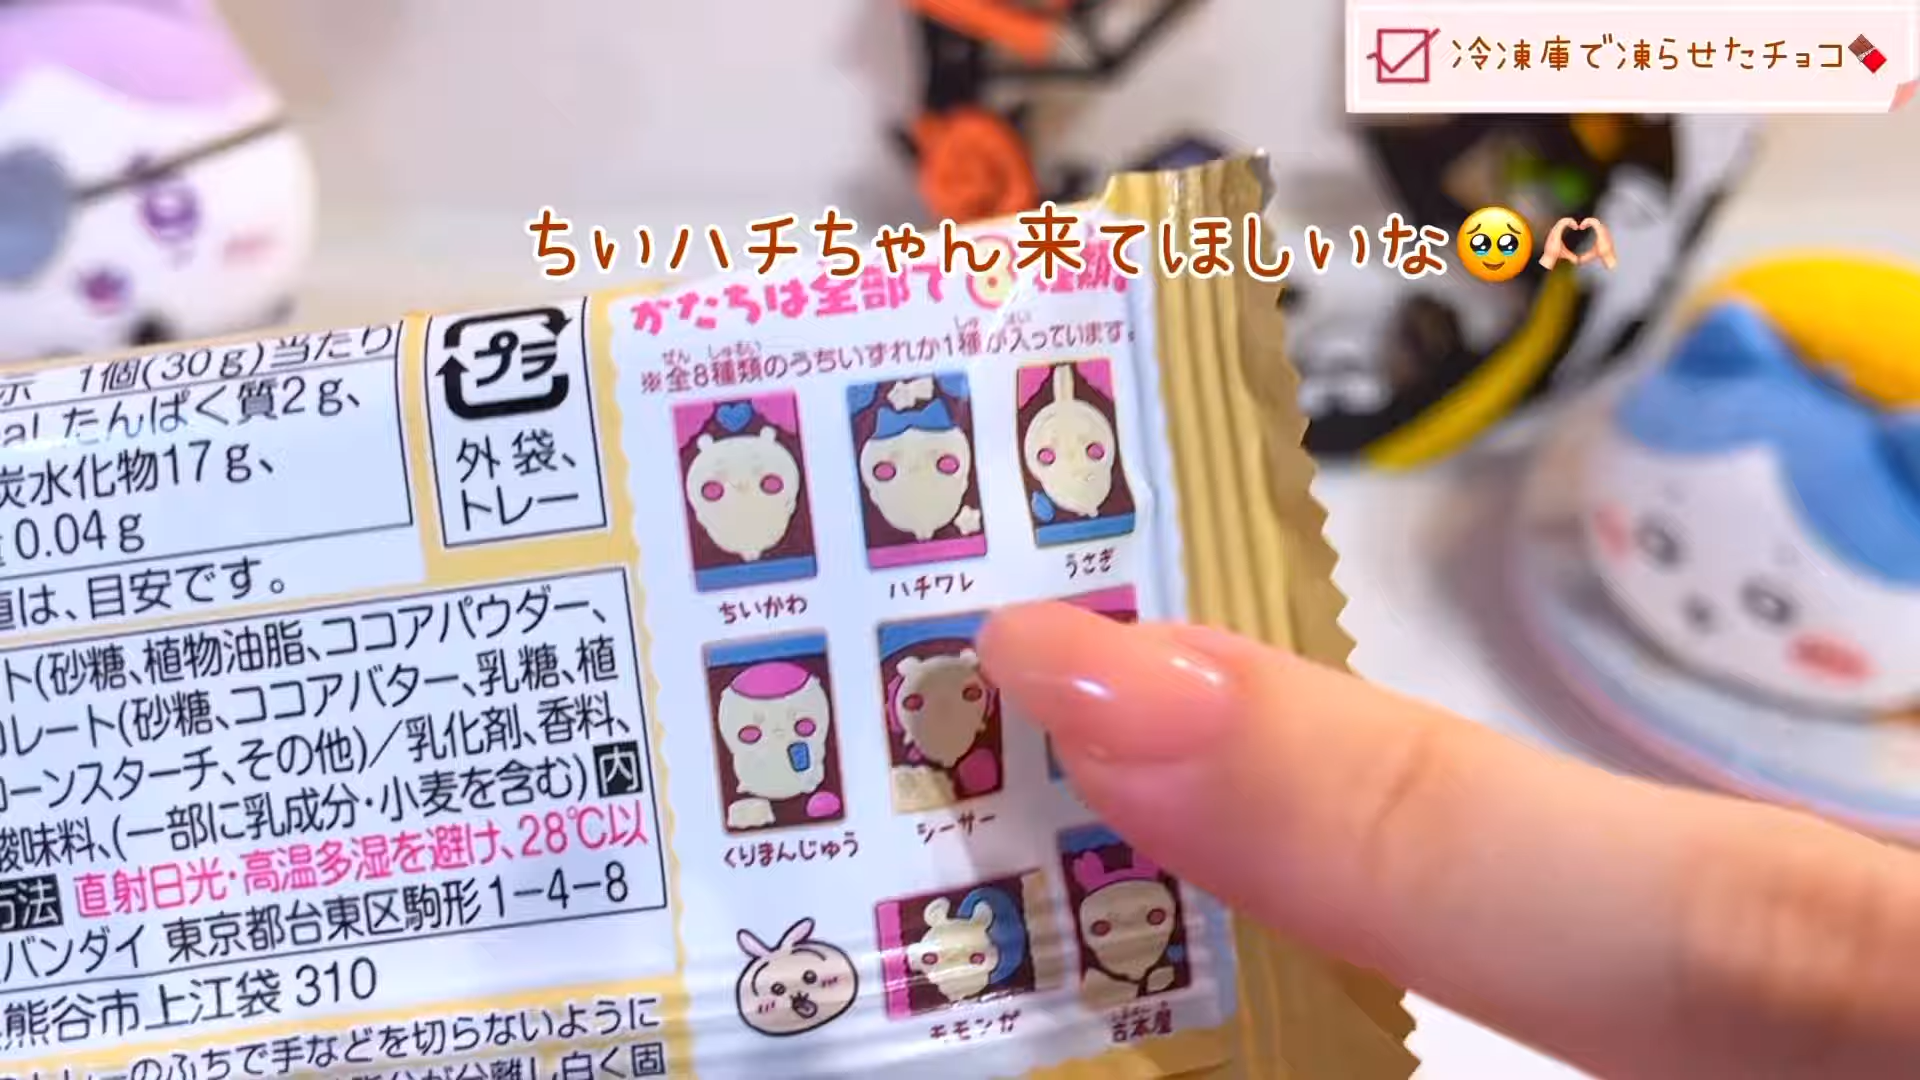 冷凍庫で凍らせたチョコ🍫
ちいハチちゃん来てほしいな🥹🫶🏻
かたちは全部で8種類。
※全8種類のうちいずれか1種が入っています。
ちいかわ
ハチワレ
うさぎ
くりまんじゅう
シーサー
モモンガ
古本屋
プラ
外袋、
トレー
1個(30g)当たり
たんぱく質2g、
炭水化物17g、
0.04g
は、目安です。
ト(砂糖、植物油脂、ココアパウダー、
レート(砂糖、ココアバター、乳糖、植
ーンスターチ、その他)/乳化剤、香料、
酸味料、(一部に乳成分・小麦を含む) 内
方法 直射日光・高温多湿を避け、28℃以
バンダイ 東京都台東区駒形1-4-8
熊谷市上江袋 310
ーのふちで手などを切らないように
が分離し白く固